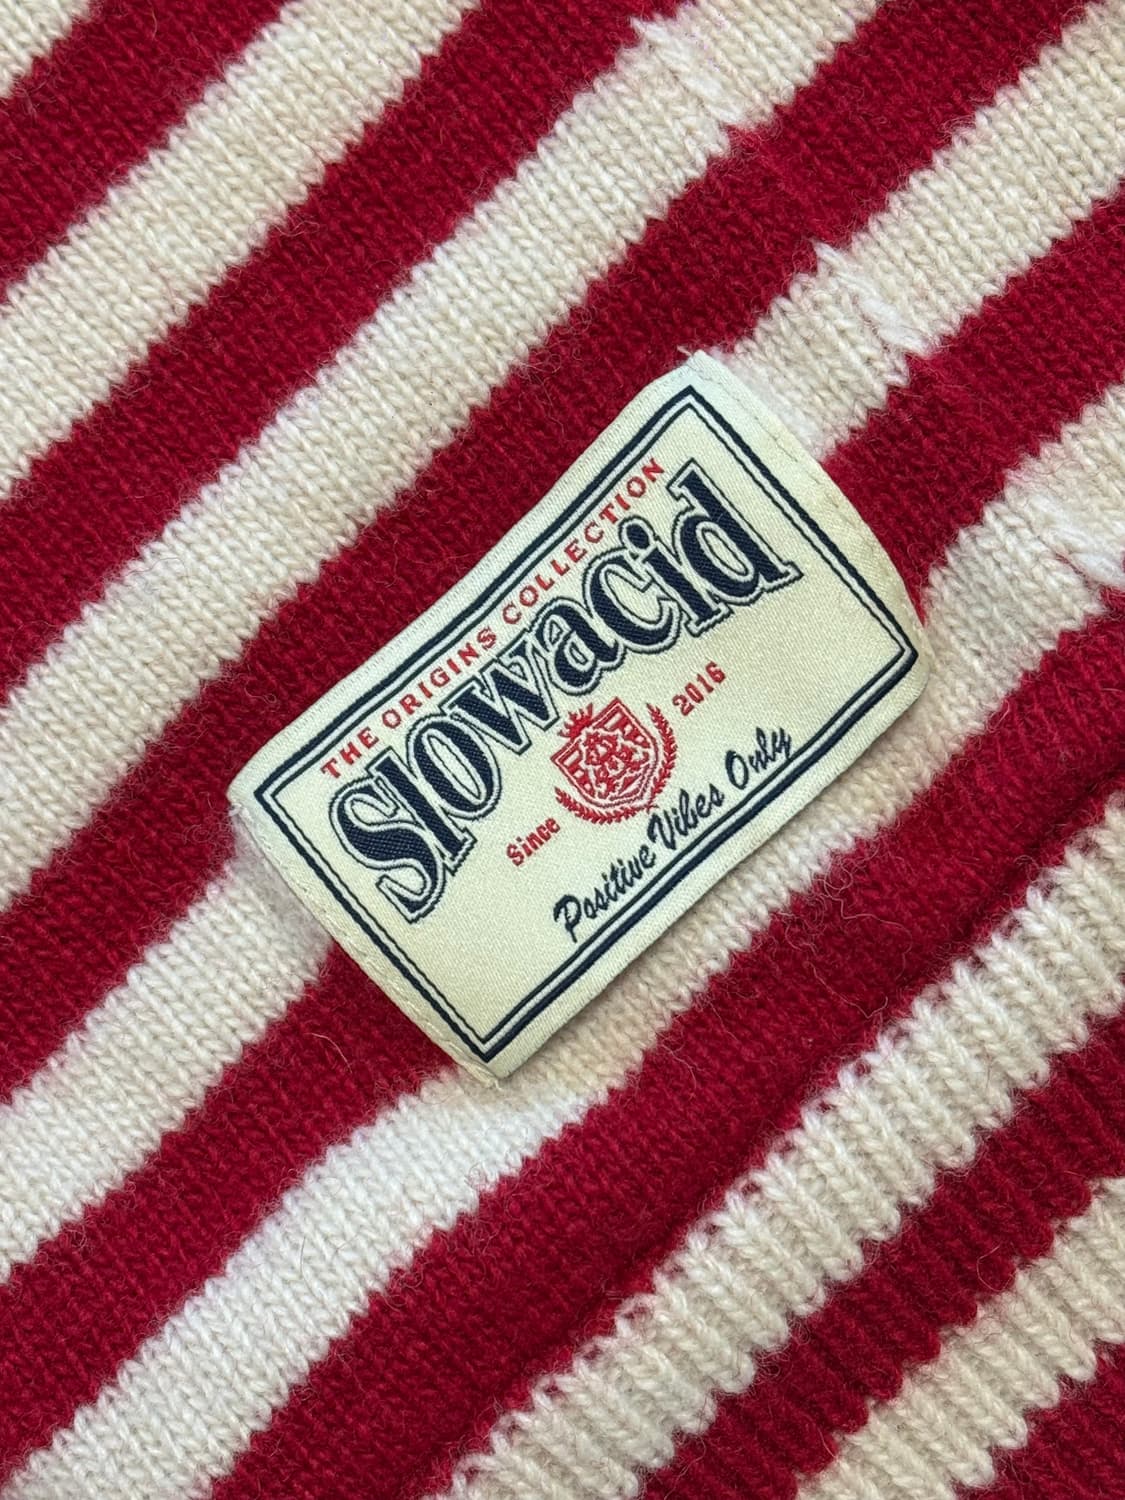 THE ORIGINS COLLECTION
Slowacid
Since 2016
Positive Vibes Only